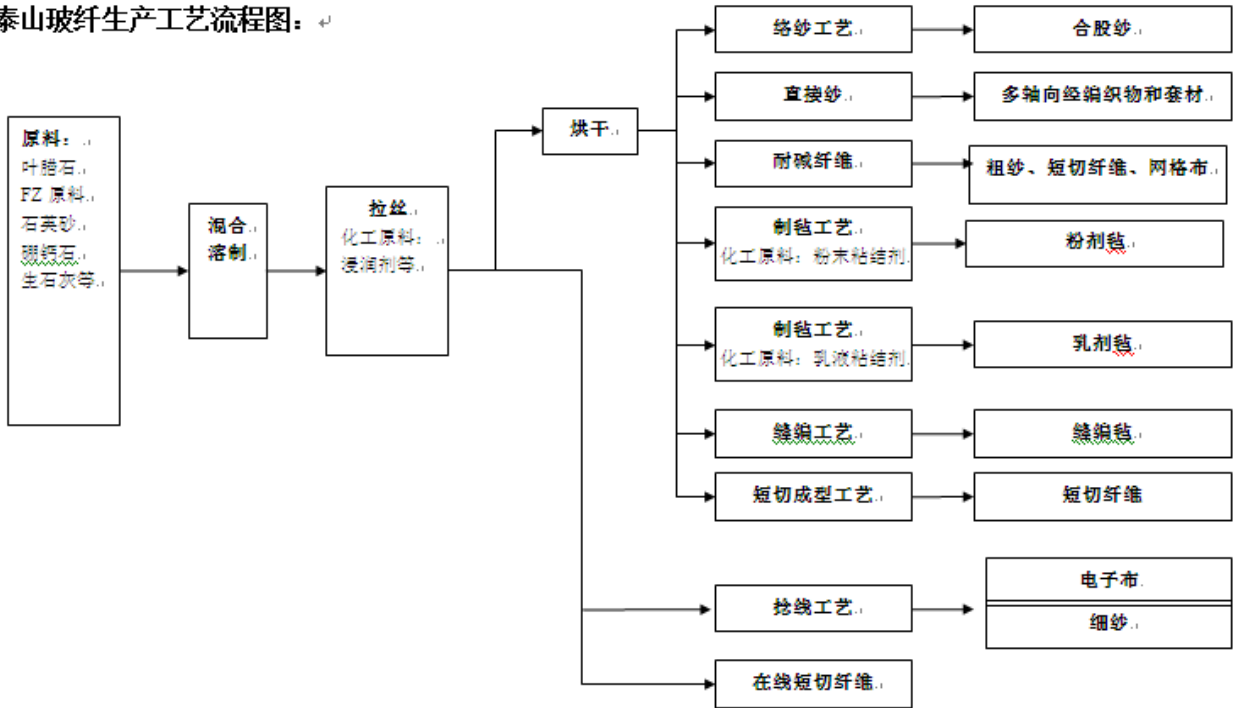 泰山玻纤生产工艺流程图：
原料：
叶腊石
FZ 原料
石英砂
硼钙石
生石灰等
混合
溶制
拉丝
化工原料：
浸润剂等
烘干
络纱工艺
合股纱
直接纱
多轴向经编织物和套材
耐碱纤维
粗纱、短切纤维、网格布
制毡工艺
化工原料：粉末粘结剂
粉剂毡
制毡工艺
化工原料：乳液粘结剂
乳剂毡
缝编工艺
缝编毡
短切成型工艺
短切纤维
捻线工艺
电子布
细纱
在线短切纤维